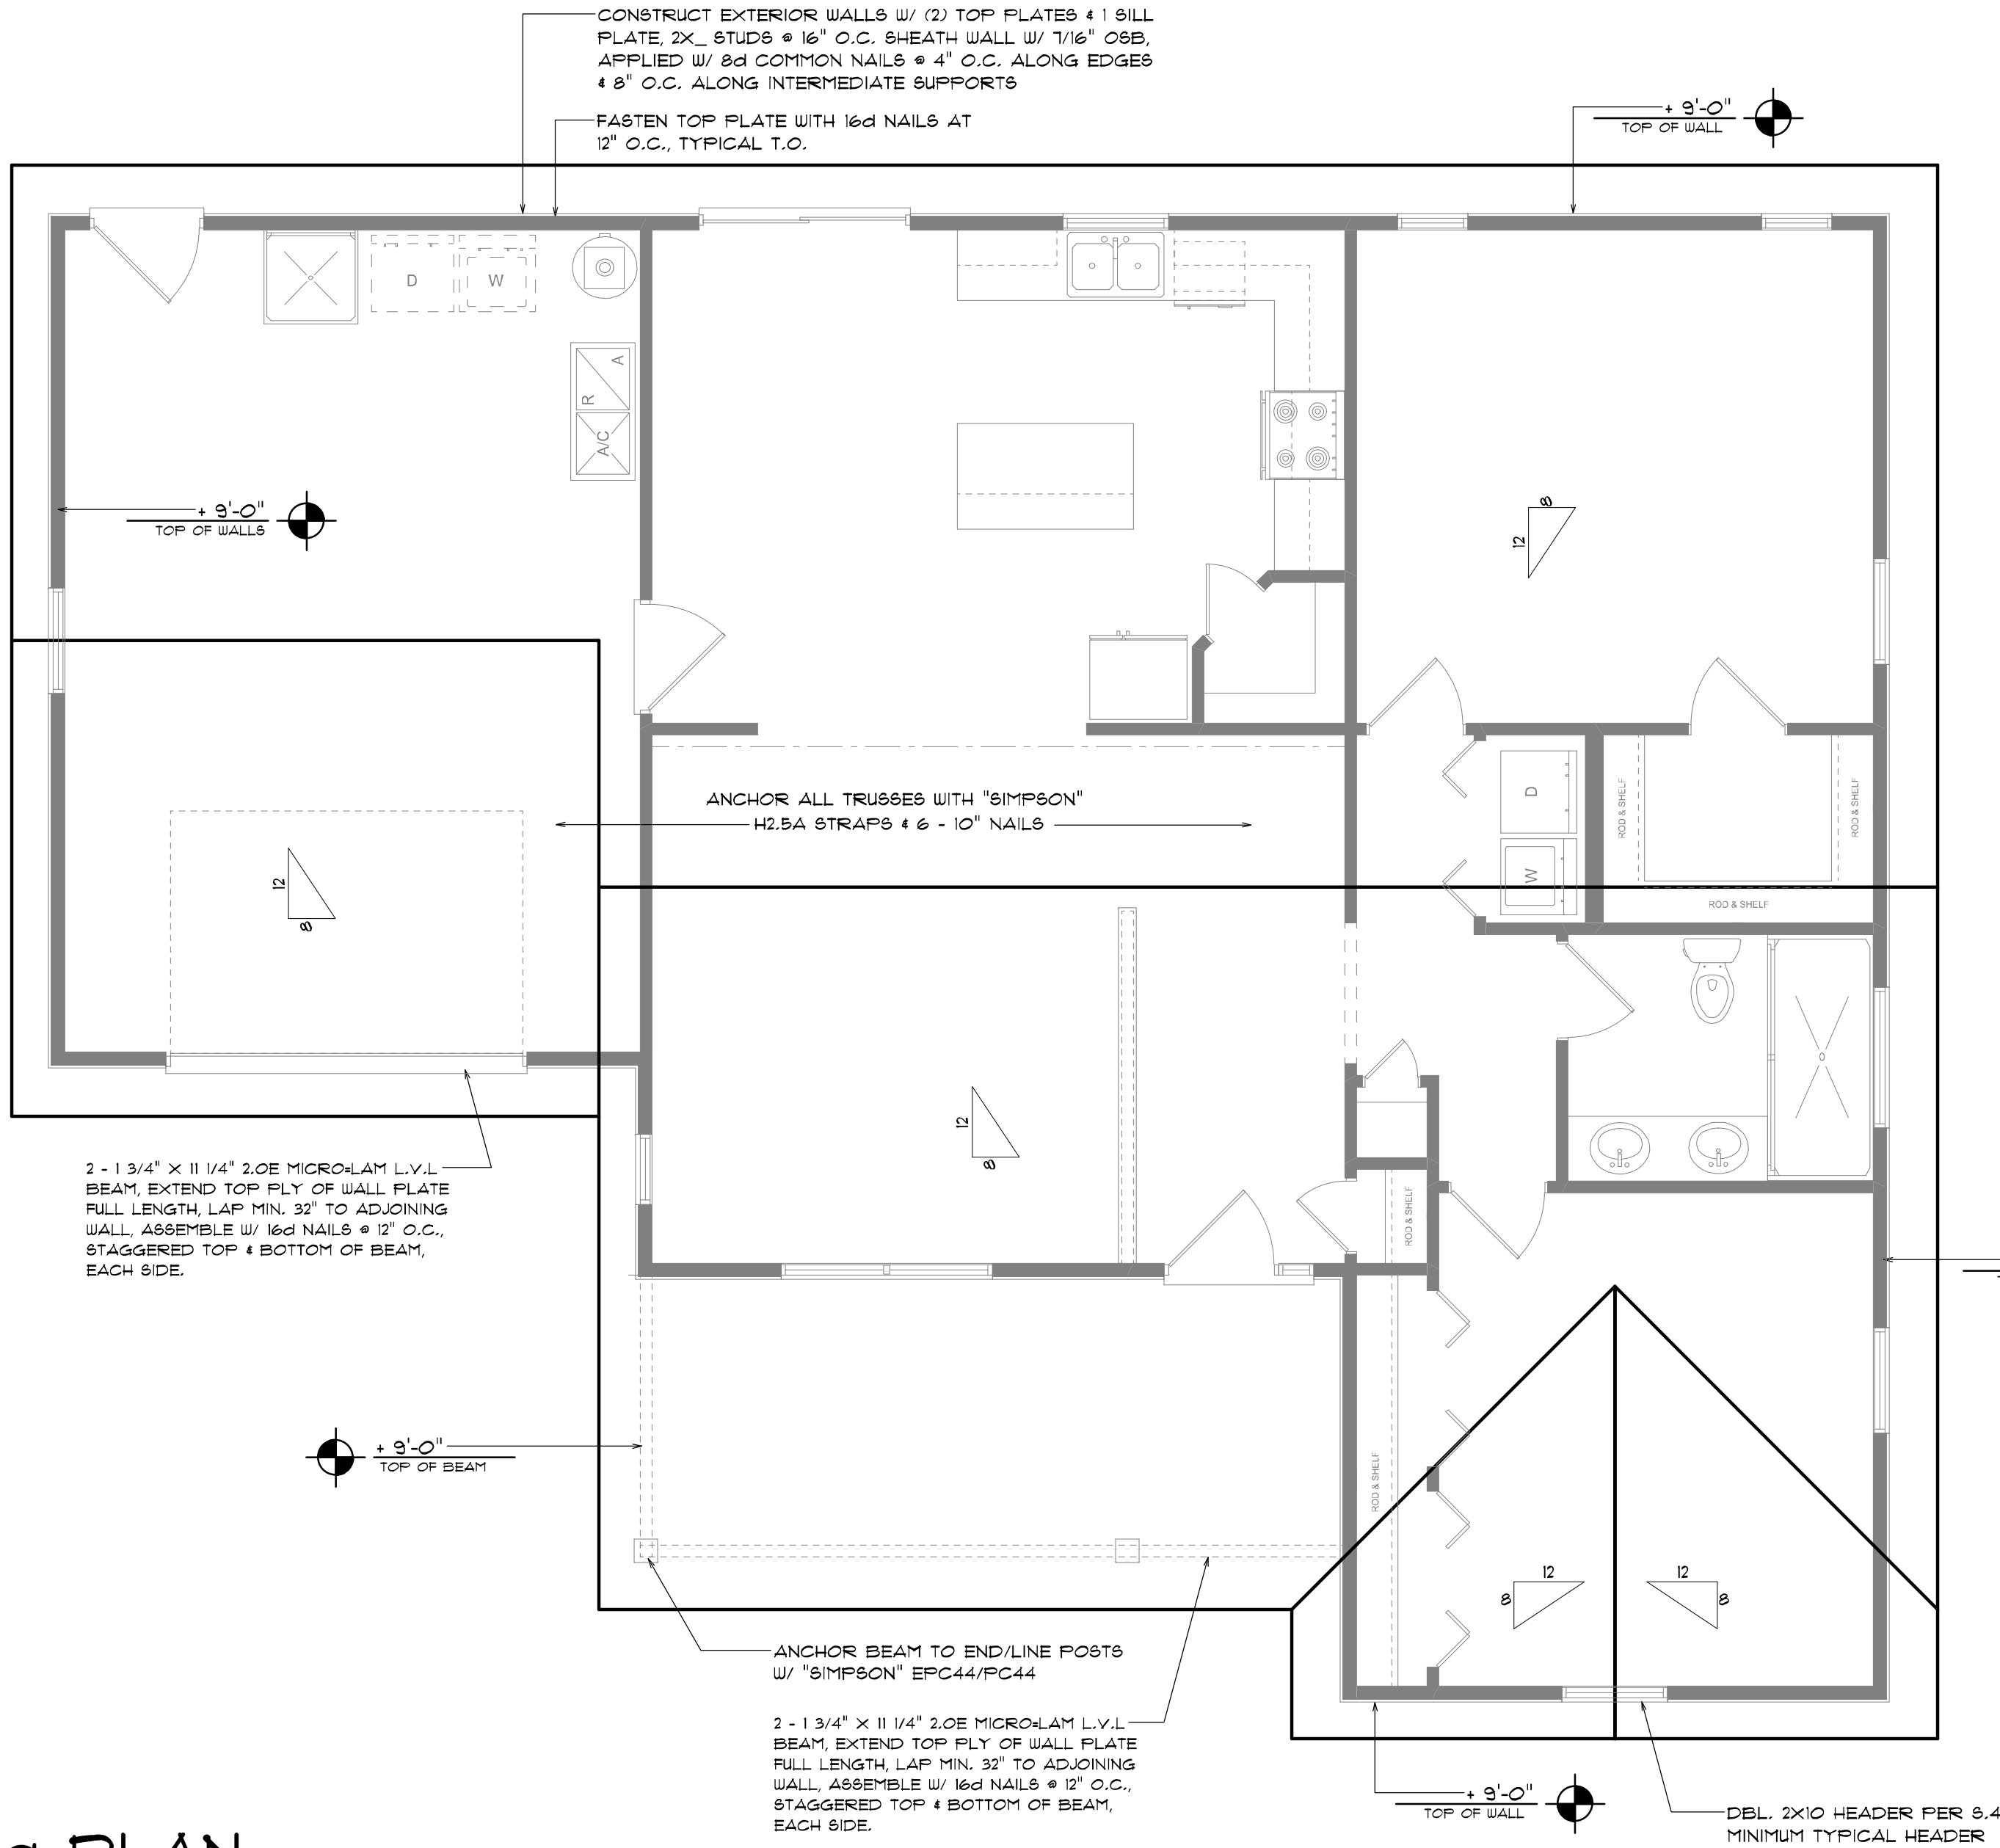 CONSTRUCT EXTERIOR WALLS W/ (2) TOP PLATES & 1 SILL
PLATE, 2X_ STUDS @ 16" O.C. SHEATH WALL W/ 7/16" OSB,
APPLIED W/ 8d COMMON NAILS @ 4" O.C. ALONG EDGES
& 8" O.C. ALONG INTERMEDIATE SUPPORTS
FASTEN TOP PLATE WITH 16d NAILS AT
12" O.C., TYPICAL T.O.
+ 9'-0"
TOP OF WALL
D
W
A
R
A/C
+ 9'-0"
TOP OF WALLS
8
12
ANCHOR ALL TRUSSES WITH "SIMPSON"
H2.5A STRAPS & 6 - 10" NAILS
D
W
ROD & SHELF
ROD & SHELF
ROD & SHELF
12
8
12
8
2 - 1 3/4" X 11 1/4" 2.0E MICRO=LAM L.V.L
BEAM, EXTEND TOP PLY OF WALL PLATE
FULL LENGTH, LAP MIN. 32" TO ADJOINING
WALL, ASSEMBLE W/ 16d NAILS @ 12" O.C.,
STAGGERED TOP & BOTTOM OF BEAM,
EACH SIDE.
ROD & SHELF
+ 9'-0"
TOP OF BEAM
ROD & SHELF
12
8
12
8
ANCHOR BEAM TO END/LINE POSTS
W/ "SIMPSON" EPC44/PC44
2 - 1 3/4" X 11 1/4" 2.0E MICRO=LAM L.V.L
BEAM, EXTEND TOP PLY OF WALL PLATE
FULL LENGTH, LAP MIN. 32" TO ADJOINING
WALL, ASSEMBLE W/ 16d NAILS @ 12" O.C.,
STAGGERED TOP & BOTTOM OF BEAM,
EACH SIDE.
+ 9'-0"
TOP OF WALL
DBL. 2X10 HEADER PER S.4
MINIMUM TYPICAL HEADER
PLAN